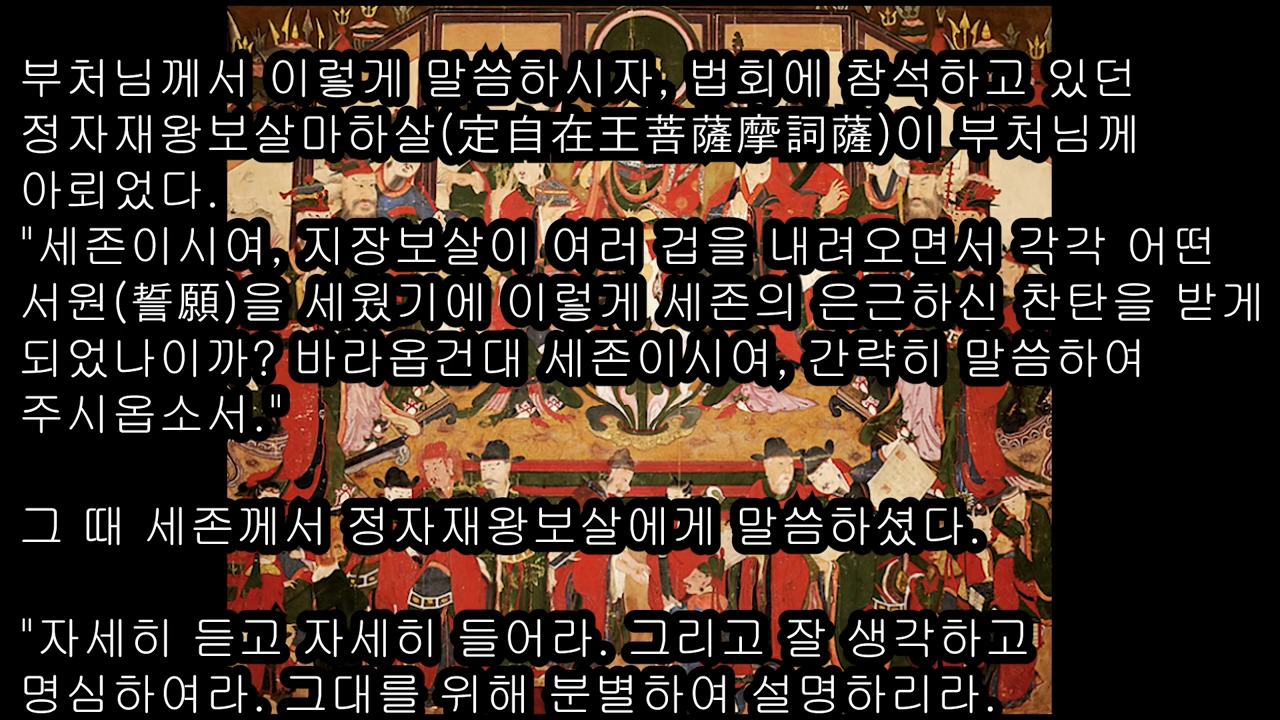 부처님께서 이렇게 말씀하시자, 법회에 참석하고 있던
정자재왕보살마하살(定自在王菩薩摩訶薩)이 부처님께
아뢰었다.
"세존이시여, 지장보살이 여러 겁을 내려오면서 각각 어떤
서원(誓願)을 세웠기에 이렇게 세존의 은근하신 찬탄을 받게
되었나이까? 바라옵건대 세존이시여, 간략히 말씀하여
주시옵소서."
그 때 세존께서 정자재왕보살에게 말씀하셨다.
"자세히 듣고 자세히 들어라. 그리고 잘 생각하고
명심하여라. 그대를 위해 분별하여 설명하리라.